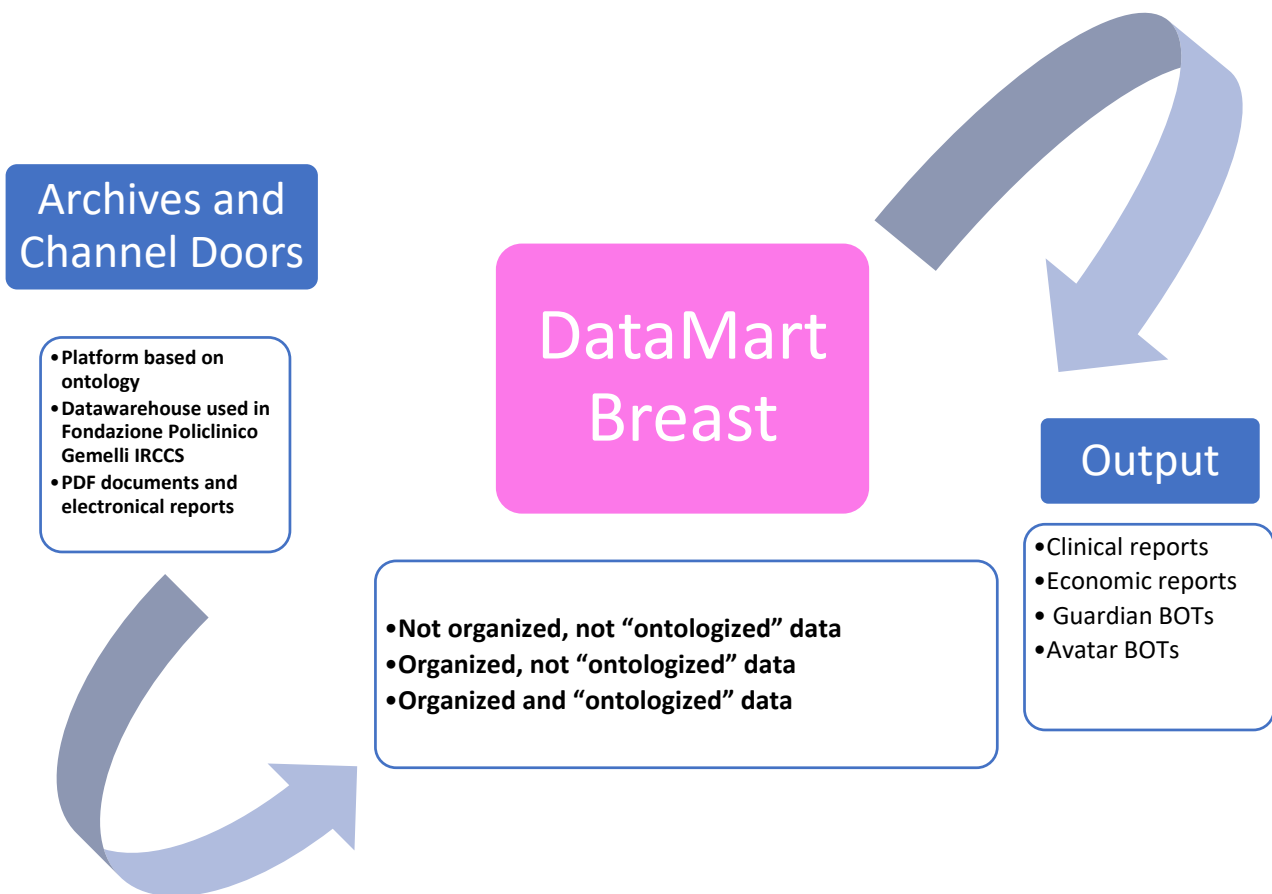 Archives and
Channel Doors
•Platform based on
ontology
•Datawarehouse used in
Fondazione Policlinico
Gemelli IRCCS
•PDF documents and
electronical reports
DataMart
Breast
•Not organized, not “ontologized” data
•Organized, not “ontologized” data
•Organized and “ontologized” data
Output
•Clinical reports
•Economic reports
• Guardian BOTs
•Avatar BOTs